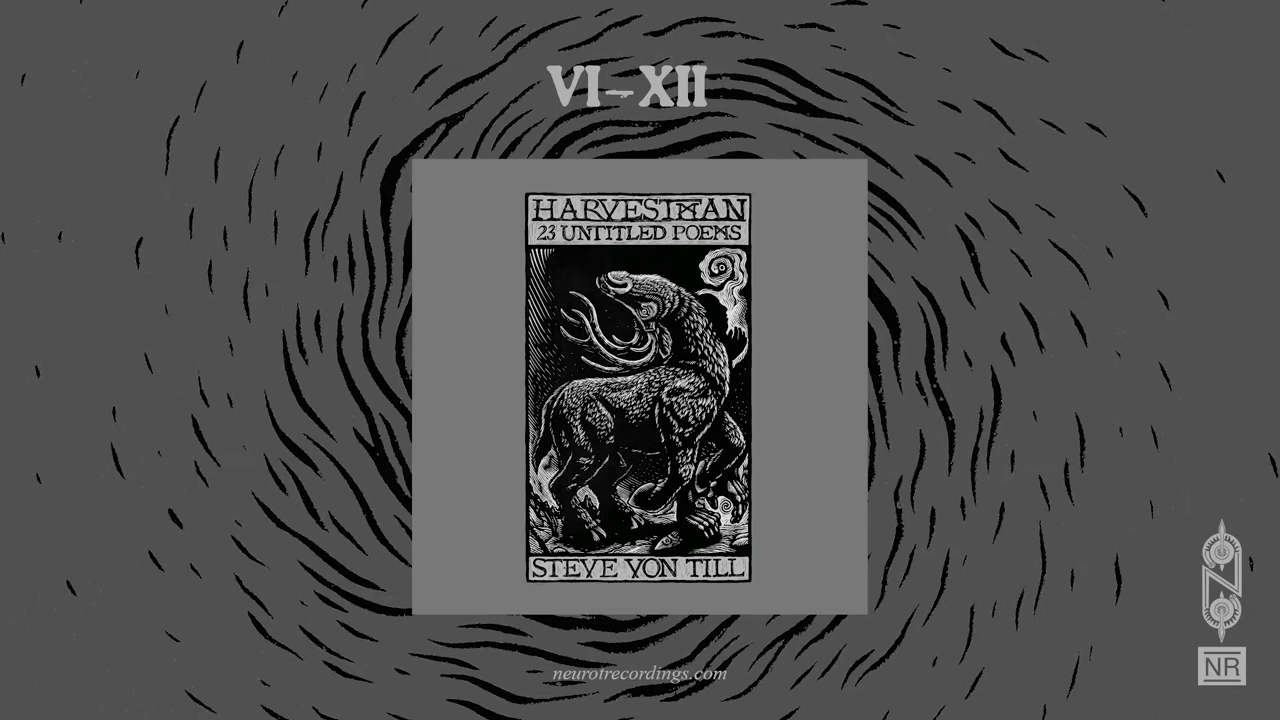 VI–XII
HARVESTMAN
23 UNTITLED POEMS
STEVE VON TILL
neurotrecordings.com
NR